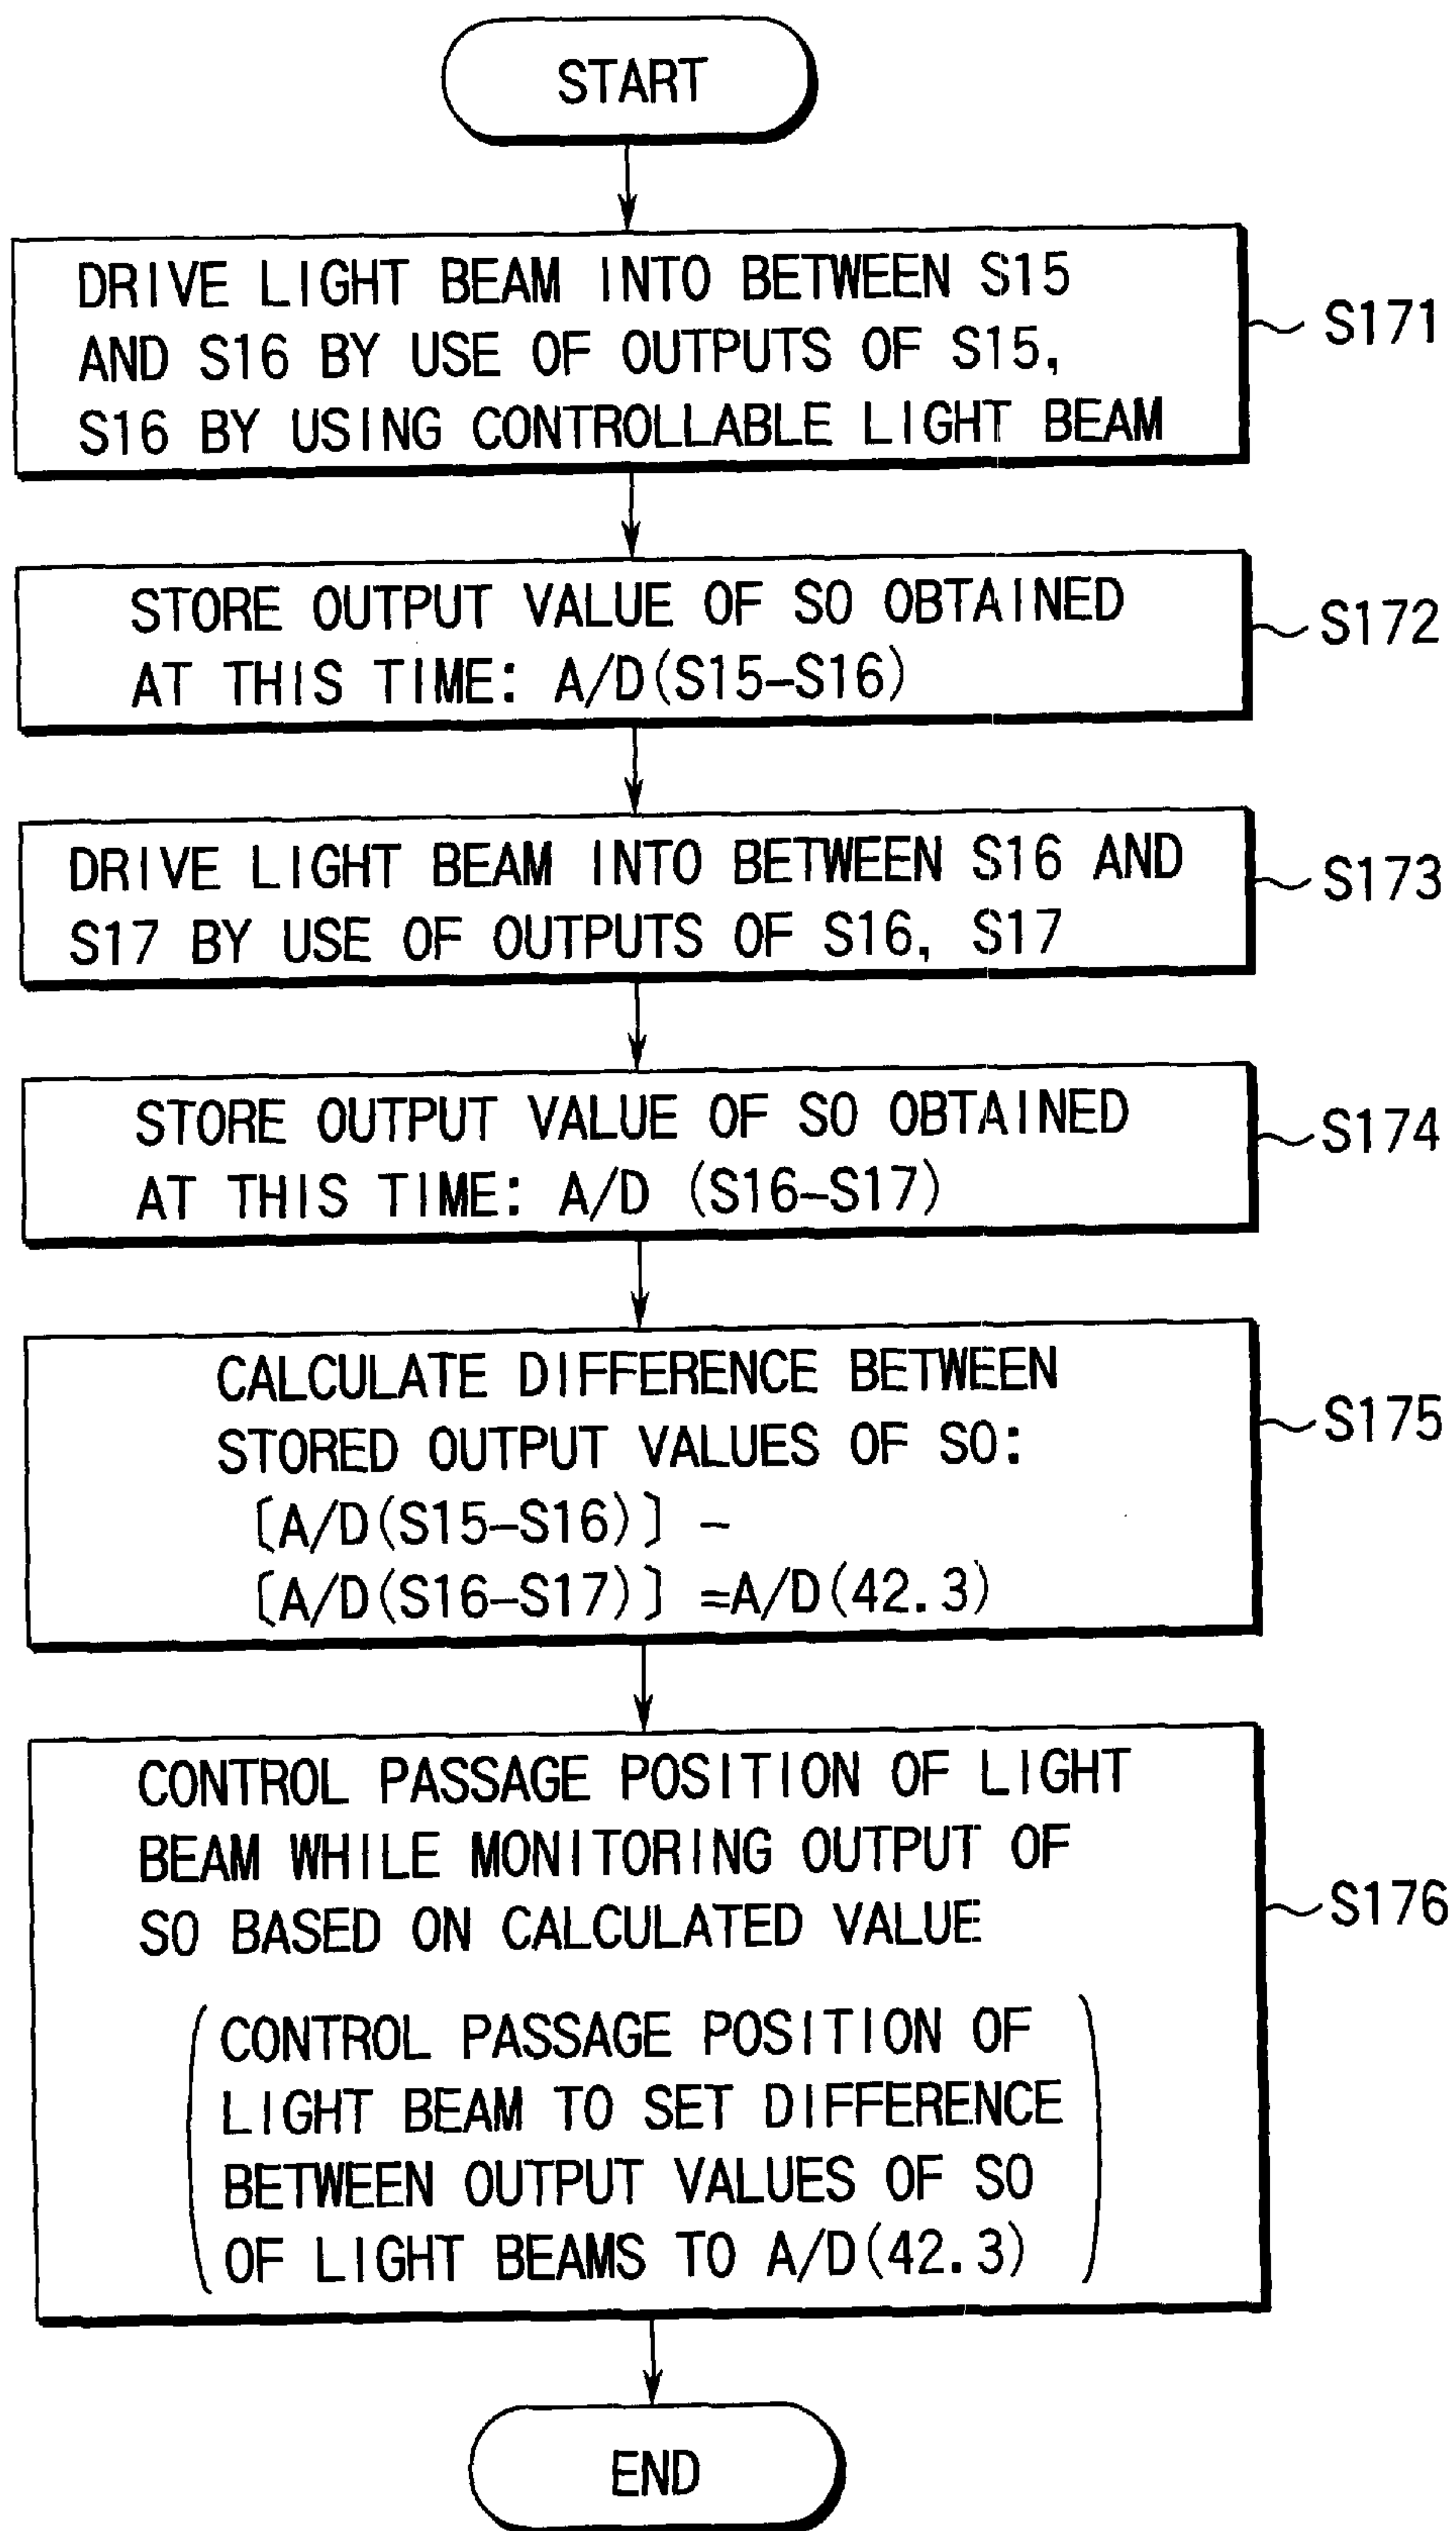 START
DRIVE LIGHT BEAM INTO BETWEEN S15
AND S16 BY USE OF OUTPUTS OF S15,
S16 BY USING CONTROLLABLE LIGHT BEAM
S171
STORE OUTPUT VALUE OF SO OBTAINED
AT THIS TIME: A/D(S15-S16)
S172
DRIVE LIGHT BEAM INTO BETWEEN S16 AND
S17 BY USE OF OUTPUTS OF S16, S17
S173
STORE OUTPUT VALUE OF SO OBTAINED
AT THIS TIME: A/D (S16-S17)
S174
CALCULATE DIFFERENCE BETWEEN
STORED OUTPUT VALUES OF SO:
[A/D(S15-S16)] -
[A/D(S16-S17)] =A/D(42.3)
S175
CONTROL PASSAGE POSITION OF LIGHT
BEAM WHILE MONITORING OUTPUT OF
SO BASED ON CALCULATED VALUE
(CONTROL PASSAGE POSITION OF
LIGHT BEAM TO SET DIFFERENCE
BETWEEN OUTPUT VALUES OF SO
OF LIGHT BEAMS TO A/D(42.3))
S176
END